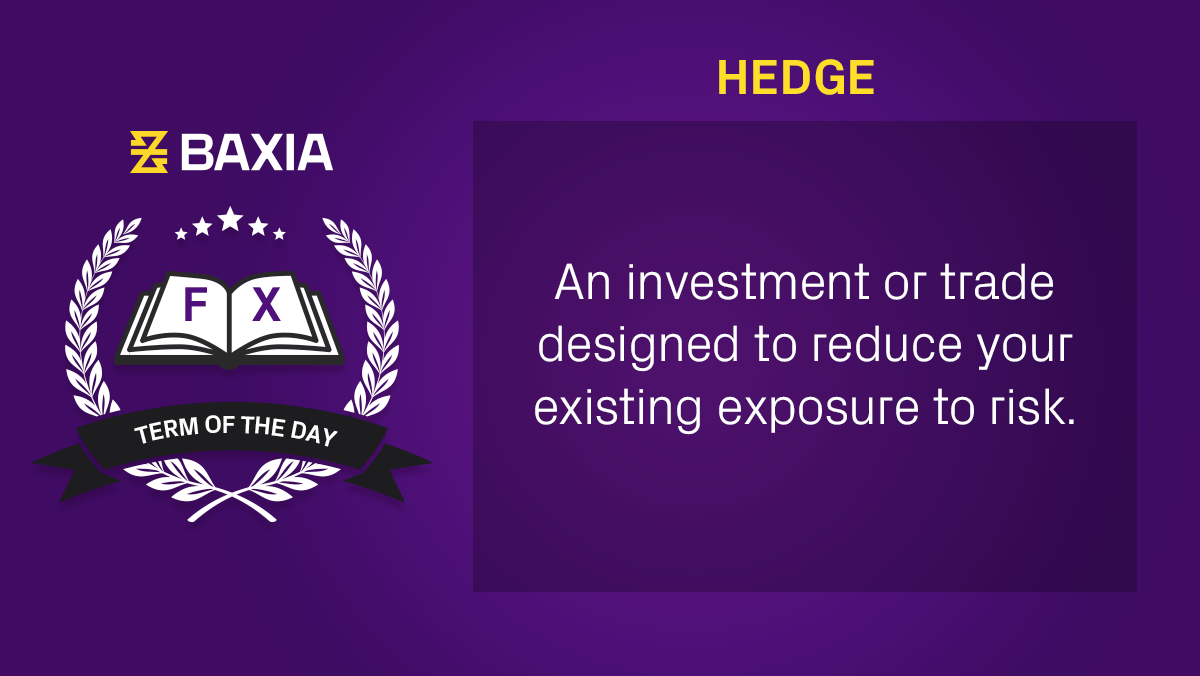 BAXIA
F X
TERM OF THE DAY
HEDGE
An investment or trade
designed to reduce your
existing exposure to risk.